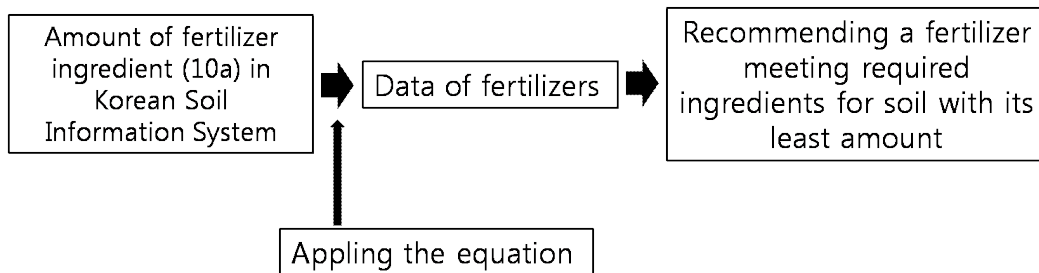 Amount of fertilizer
ingredient (10a) in
Korean Soil
Information System
Data of fertilizers
Recommending a fertilizer
meeting required
ingredients for soil with its
least amount
Appling the equation